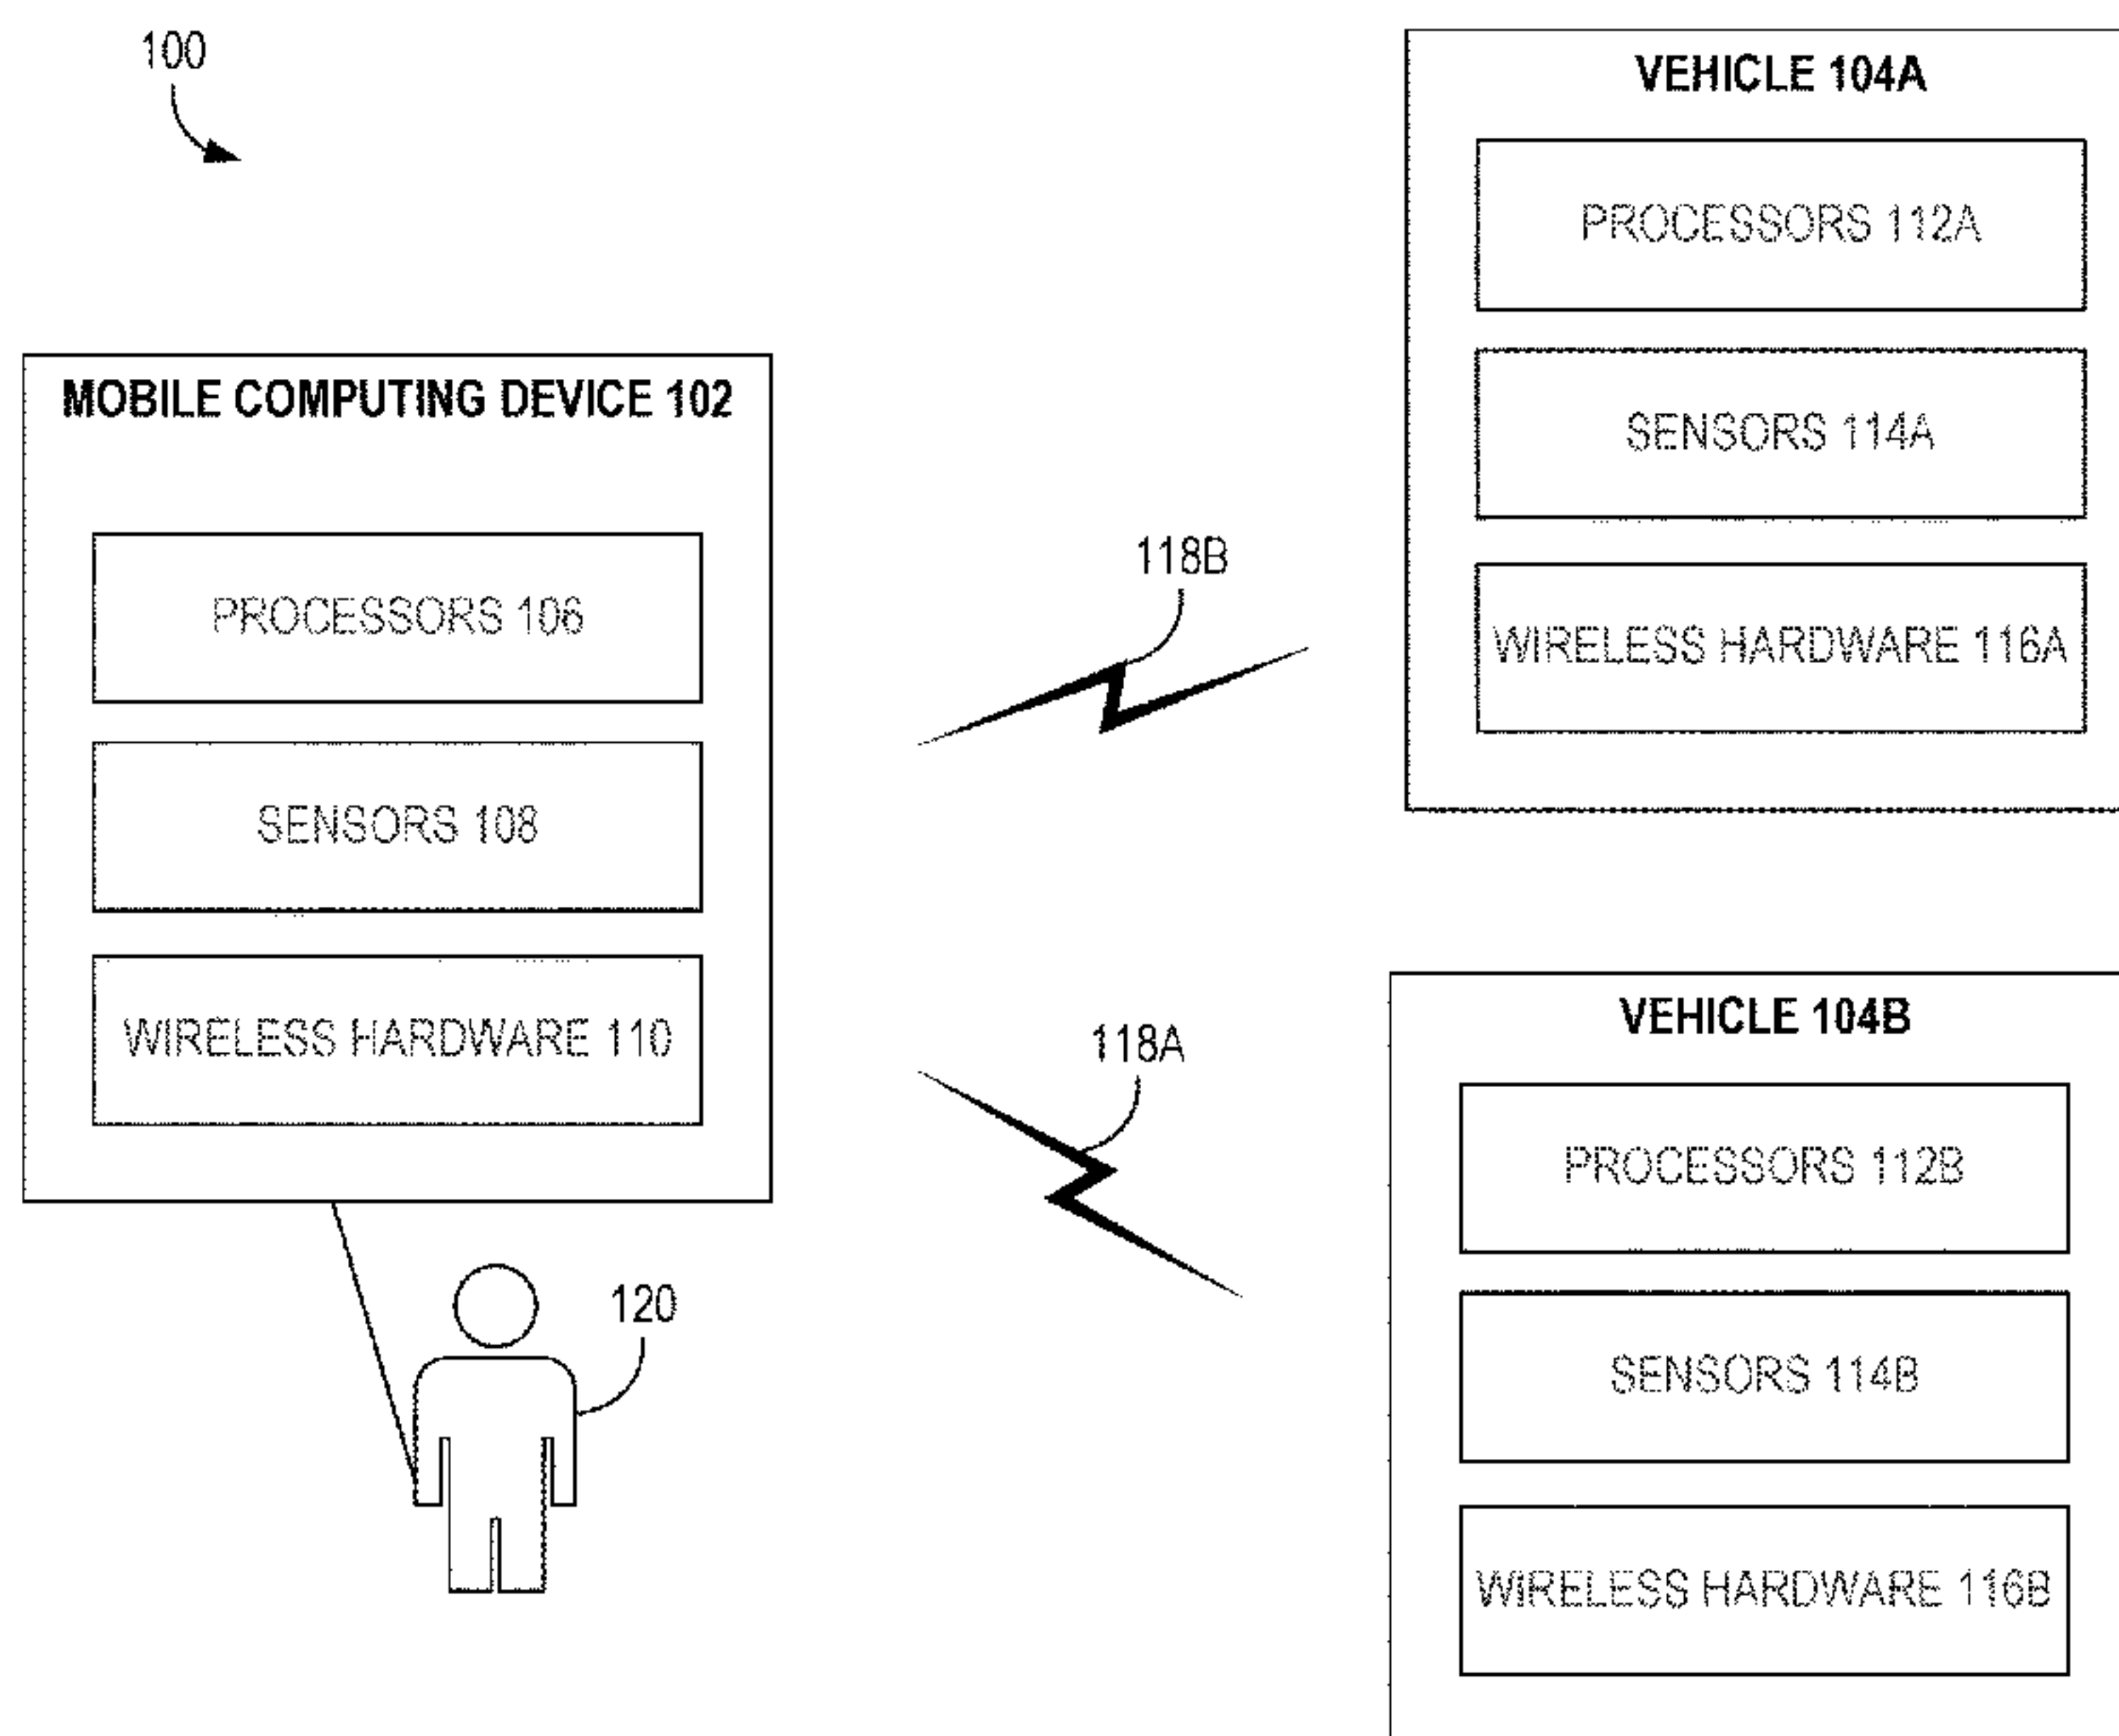 100
MOBILE COMPUTING DEVICE 102
PROCESSORS 106
SENSORS 108
WIRELESS HARDWARE 110
120
118B
118A
VEHICLE 104A
PROCESSORS 112A
SENSORS 114A
WIRELESS HARDWARE 116A
VEHICLE 104B
PROCESSORS 112B
SENSORS 114B
WIRELESS HARDWARE 116B